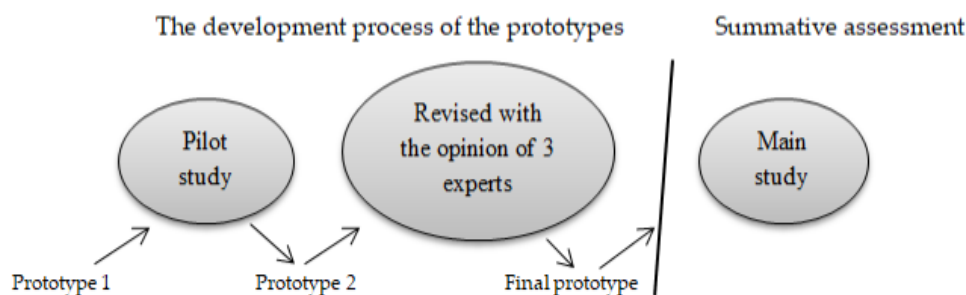 The development process of the prototypes
Summative assessment
Pilot
study
Revised with
the opinion of 3
experts
Main
study
Prototype 1
Prototype 2
Final prototype